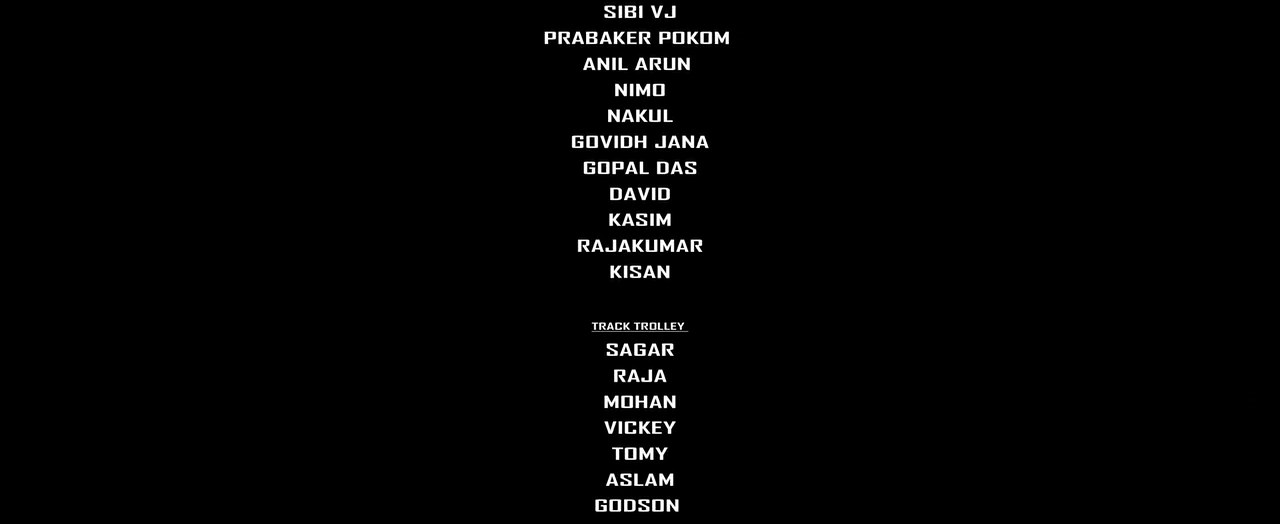 SIBI VJ
PRABAKER POKOM
ANIL ARUN
NIMO
NAKUL
GOVIDH JANA
GOPAL DAS
DAVID
KASIM
RAJAKUMAR
KISAN
TRACK TROLLEY
SAGAR
RAJA
MOHAN
VICKEY
TOMY
ASLAM
GODSON